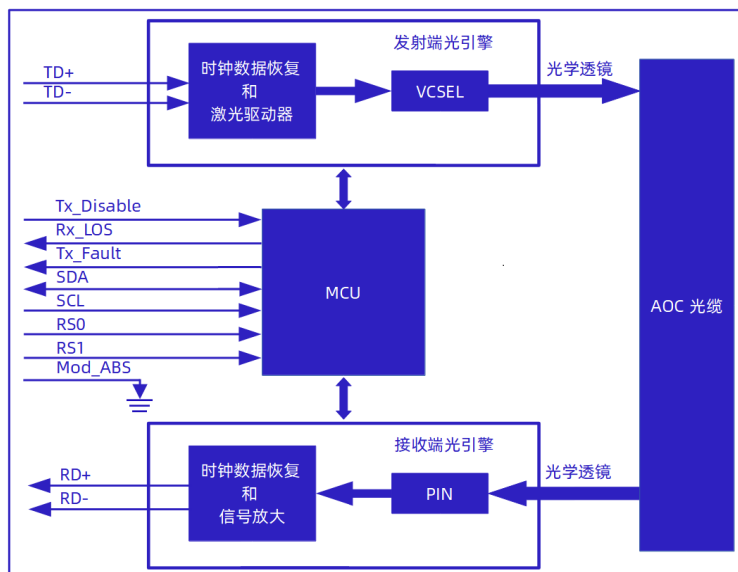 发射端光引擎
TD+
TD-
时钟数据恢复
和
激光驱动器
VCSEL
光学透镜
Tx_Disable
Rx_LOS
Tx_Fault
SDA
SCL
RS0
RS1
Mod_ABS
MCU
AOC 光缆
接收端光引擎
RD+
RD-
时钟数据恢复
和
信号放大
PIN
光学透镜